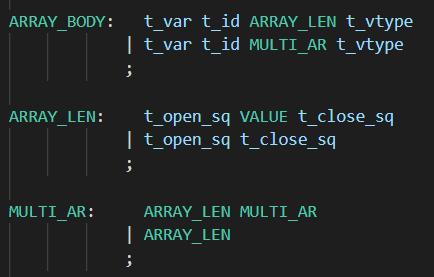 ARRAY_BODY: t_var t_id ARRAY_LEN t_vtype
| t_var t_id MULTI_AR t_vtype
;
ARRAY_LEN: t_open_sq VALUE t_close_sq
| t_open_sq t_close_sq
;
MULTI_AR: ARRAY_LEN MULTI_AR
| ARRAY_LEN
;